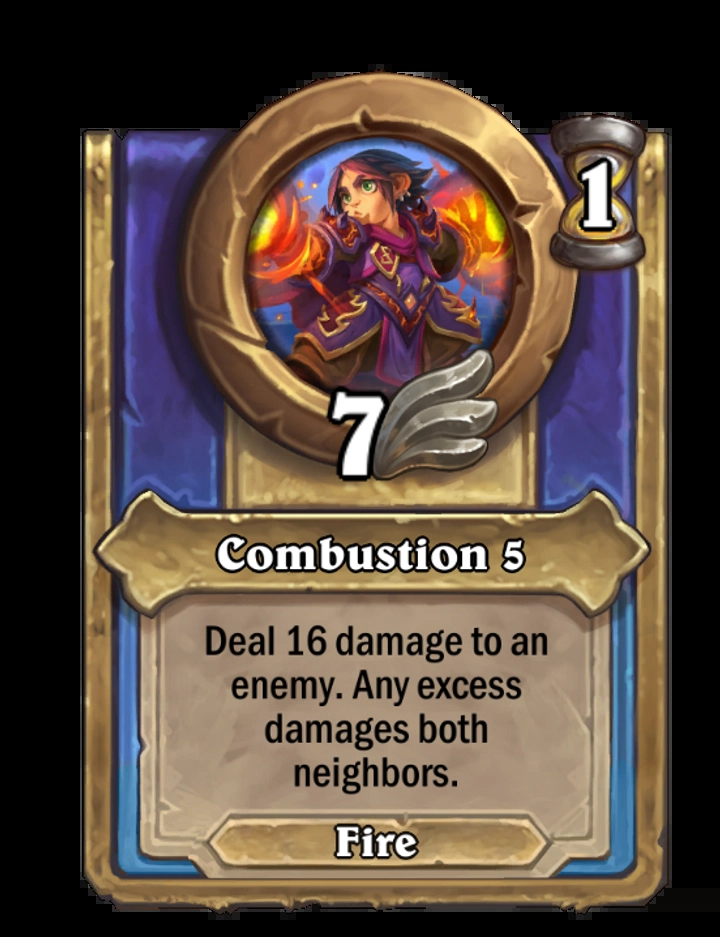 1
7
Combustion 5
Deal 16 damage to an
enemy. Any excess
damages both
neighbors.
Fire